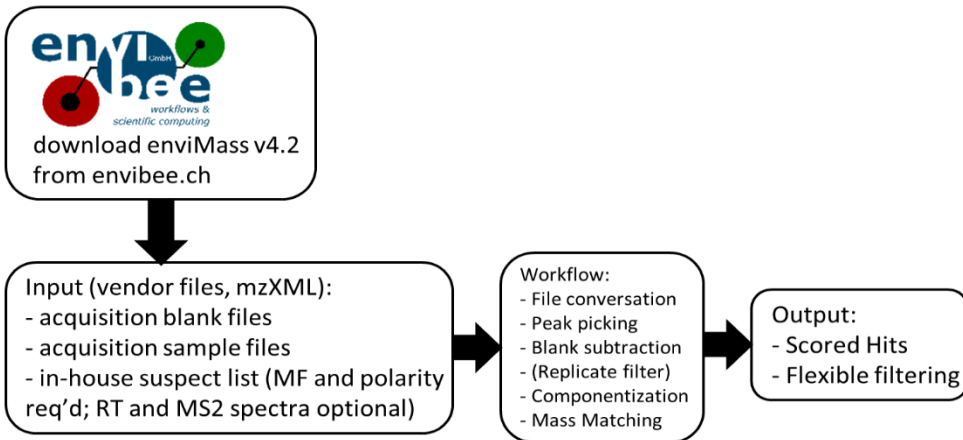 envi
GmbH
bee
workflows &
scientific computing
download enviMass v4.2
from envibee.ch
Input (vendor files, mzXML):
- acquisition blank files
- acquisition sample files
- in-house suspect list (MF and polarity
req'd; RT and MS2 spectra optional)
Workflow:
- File conversation
- Peak picking
- Blank subtraction
- (Replicate filter)
- Componentization
- Mass Matching
Output:
- Scored Hits
- Flexible filtering